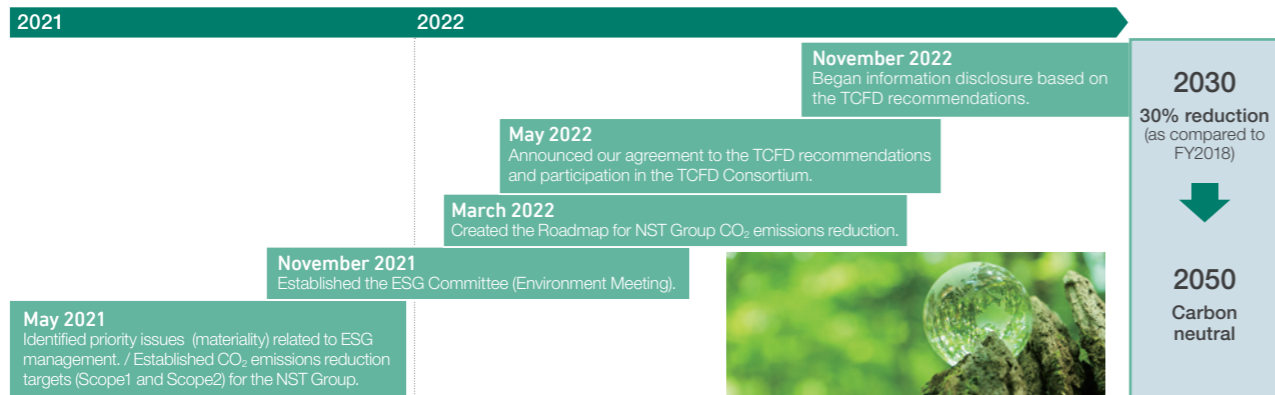 2021
2022
November 2022
Began information disclosure based on
the TCFD recommendations.
May 2022
Announced our agreement to the TCFD recommendations
and participation in the TCFD Consortium.
March 2022
Created the Roadmap for NST Group CO₂ emissions reduction.
November 2021
Established the ESG Committee (Environment Meeting).
May 2021
Identified priority issues (materiality) related to ESG
management. / Established CO₂ emissions reduction
targets (Scope1 and Scope2) for the NST Group.
2030
30% reduction
(as compared to
FY2018)
2050
Carbon
neutral